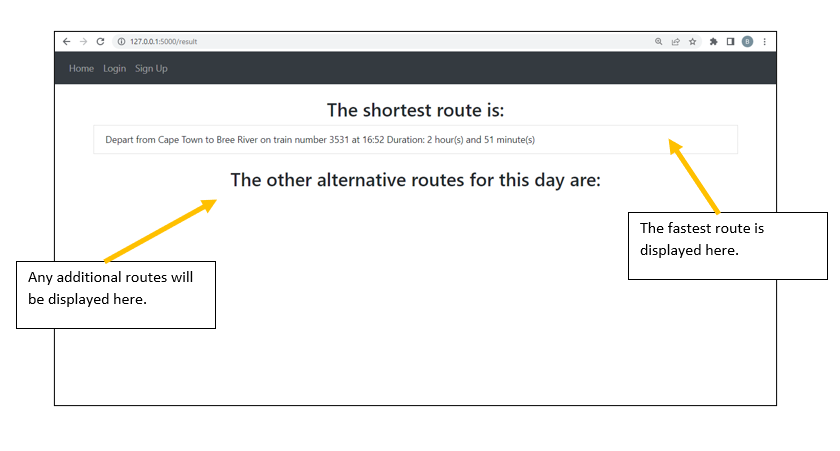 127.0.0.1:5000/result
B
Home Login Sign Up
The shortest route is:
Depart from Cape Town to Bree River on train number 3531 at 16:52 Duration: 2 hour(s) and 51 minute(s)
The other alternative routes for this day are:
The fastest route is
displayed here.
Any additional routes will
be displayed here.